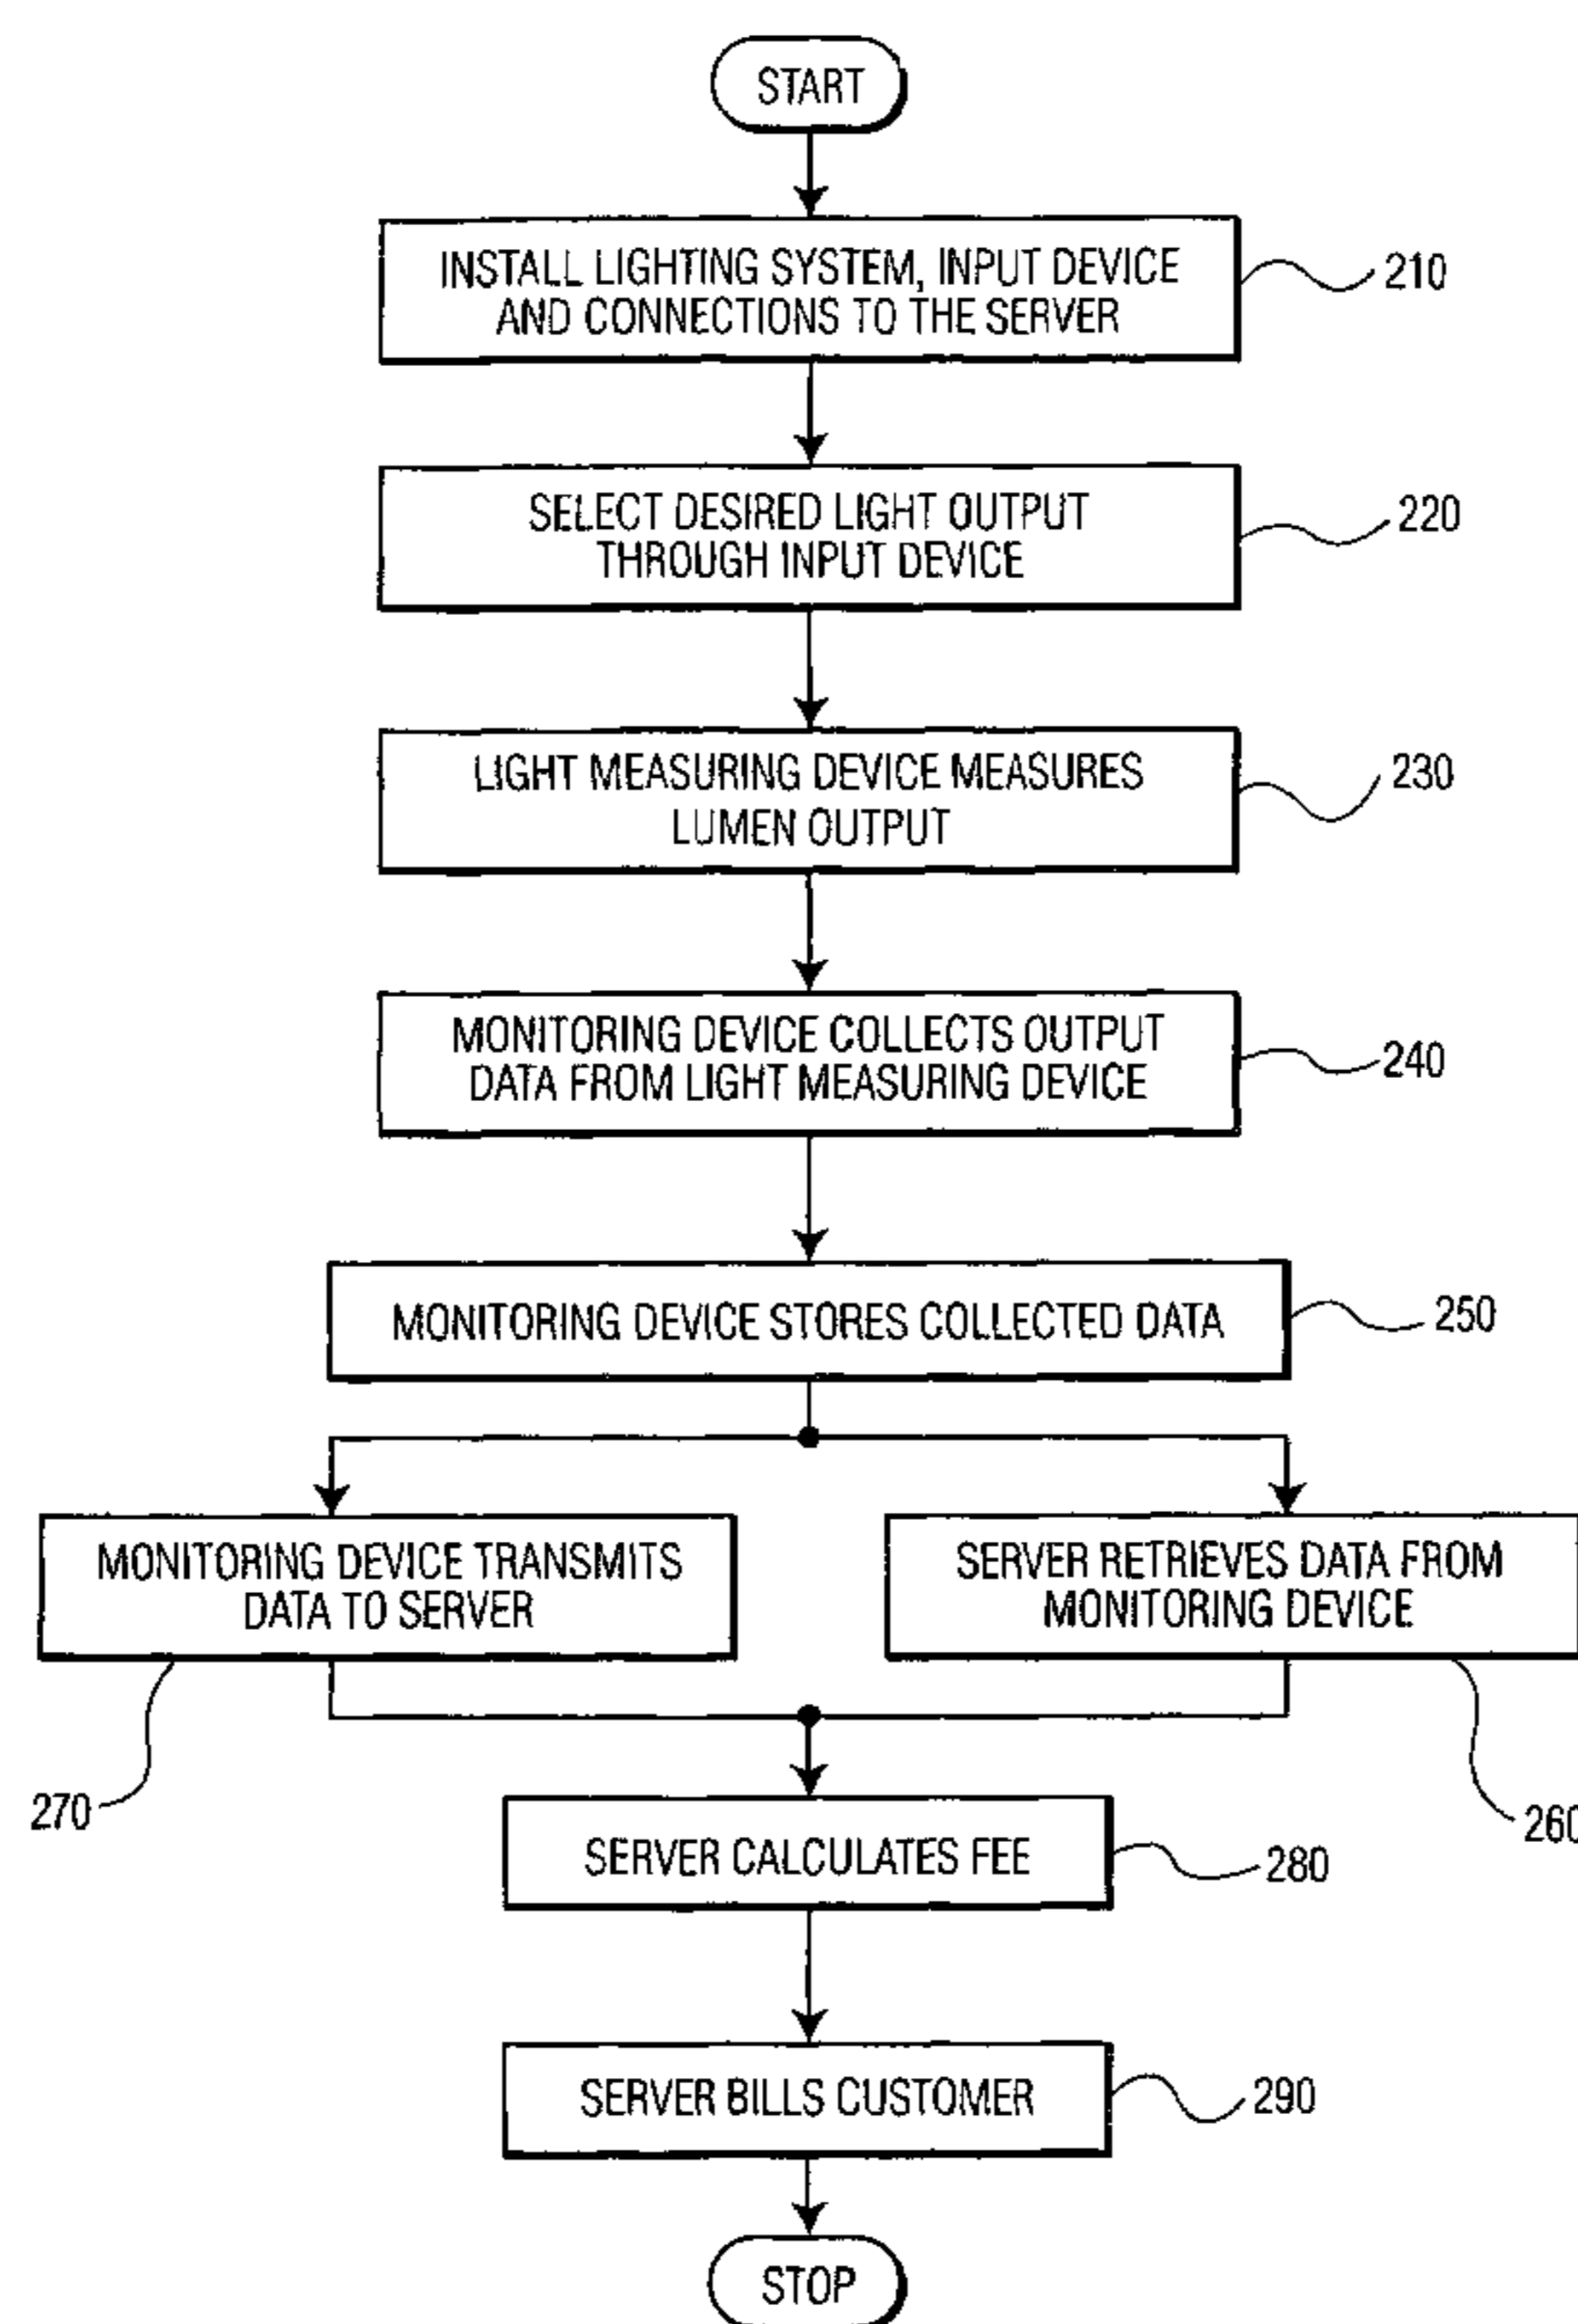 START
INSTALL LIGHTING SYSTEM, INPUT DEVICE
AND CONNECTIONS TO THE SERVER
210
SELECT DESIRED LIGHT OUTPUT
THROUGH INPUT DEVICE
220
LIGHT MEASURING DEVICE MEASURES
LUMEN OUTPUT
230
MONITORING DEVICE COLLECTS OUTPUT
DATA FROM LIGHT MEASURING DEVICE
240
MONITORING DEVICE STORES COLLECTED DATA
250
MONITORING DEVICE TRANSMITS
DATA TO SERVER
270
SERVER RETRIEVES DATA FROM
MONITORING DEVICE
260
SERVER CALCULATES FEE
280
SERVER BILLS CUSTOMER
290
STOP